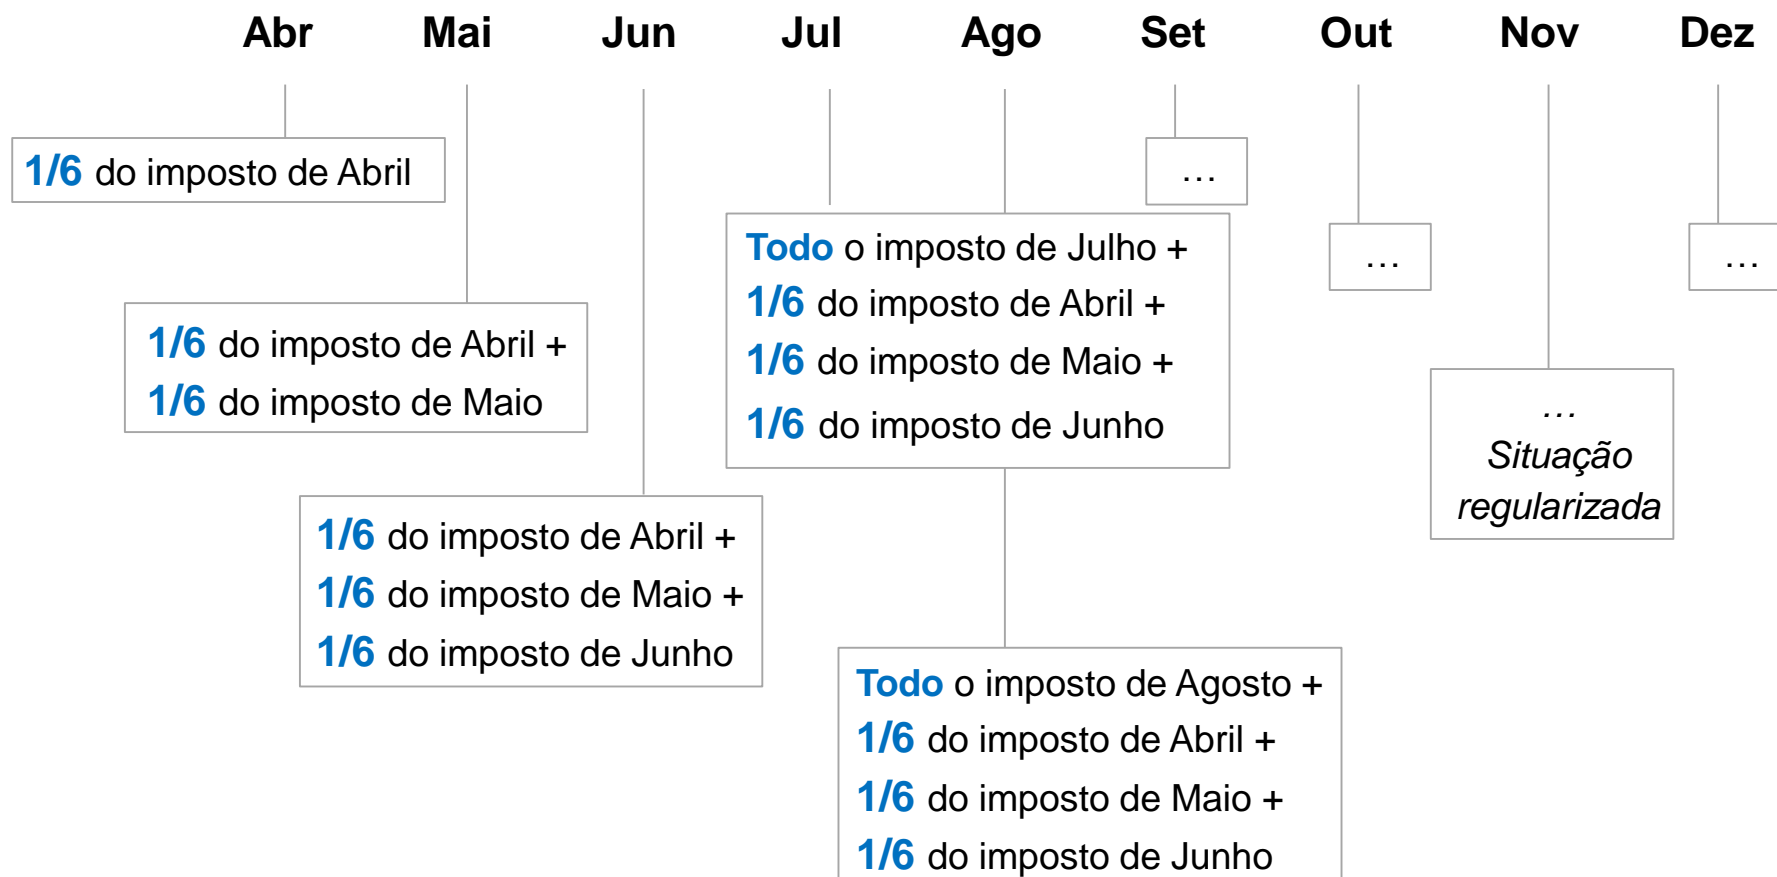 Abr Mai Jun Jul Ago Set Out Nov Dez
1/6 do imposto de Abril
1/6 do imposto de Abril +
1/6 do imposto de Maio
1/6 do imposto de Abril +
1/6 do imposto de Maio +
1/6 do imposto de Junho
Todo o imposto de Julho +
1/6 do imposto de Abril +
1/6 do imposto de Maio +
1/6 do imposto de Junho
Todo o imposto de Agosto +
1/6 do imposto de Abril +
1/6 do imposto de Maio +
1/6 do imposto de Junho
…
…
…
Situação
regularizada
…